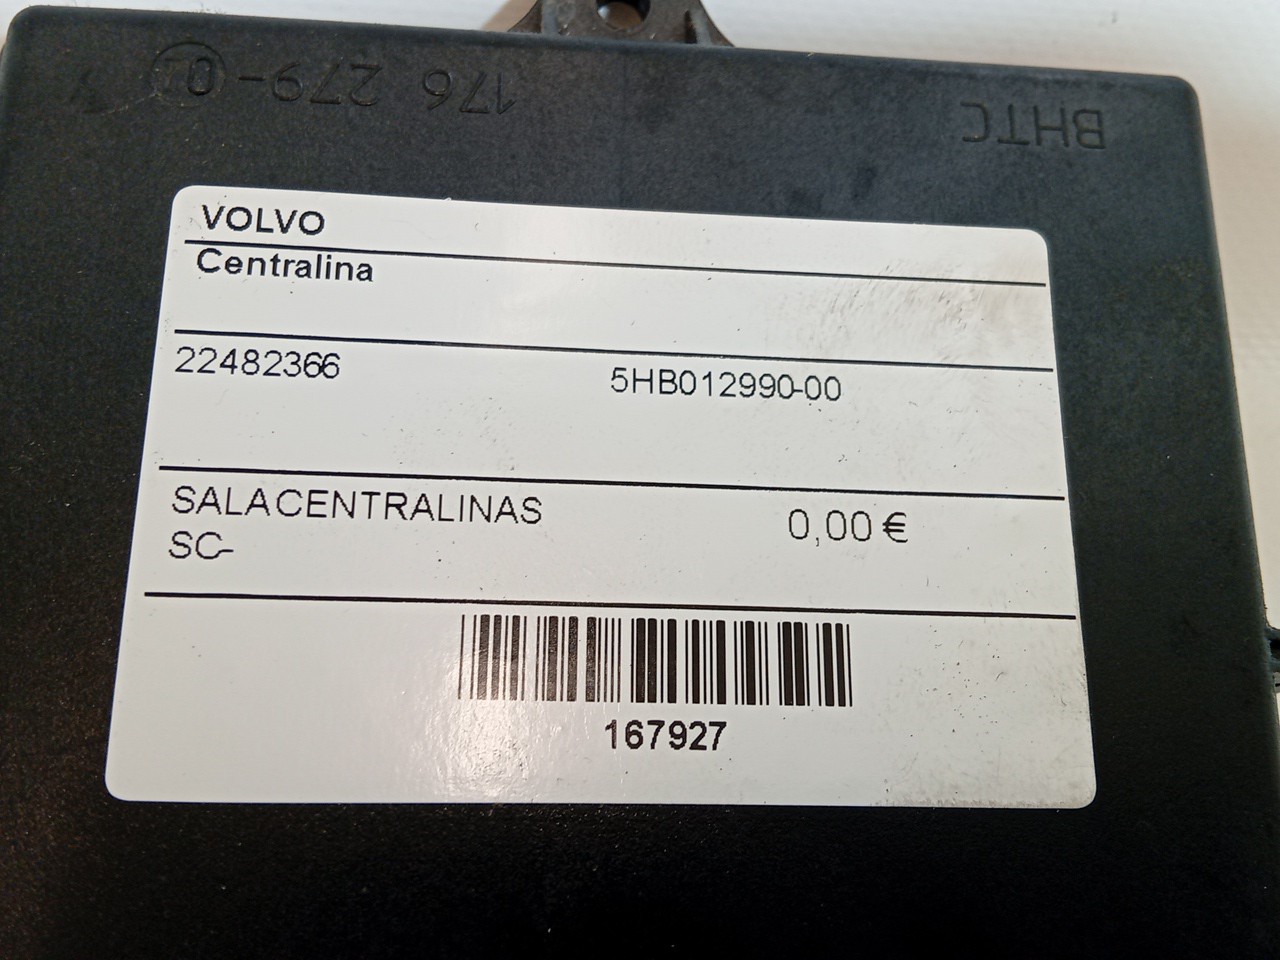 176 279-0
BHTC
VOLVO
Centralina
22482366 5HB012990-00
SALACENTRALINAS 0,00 €
SC-
167927